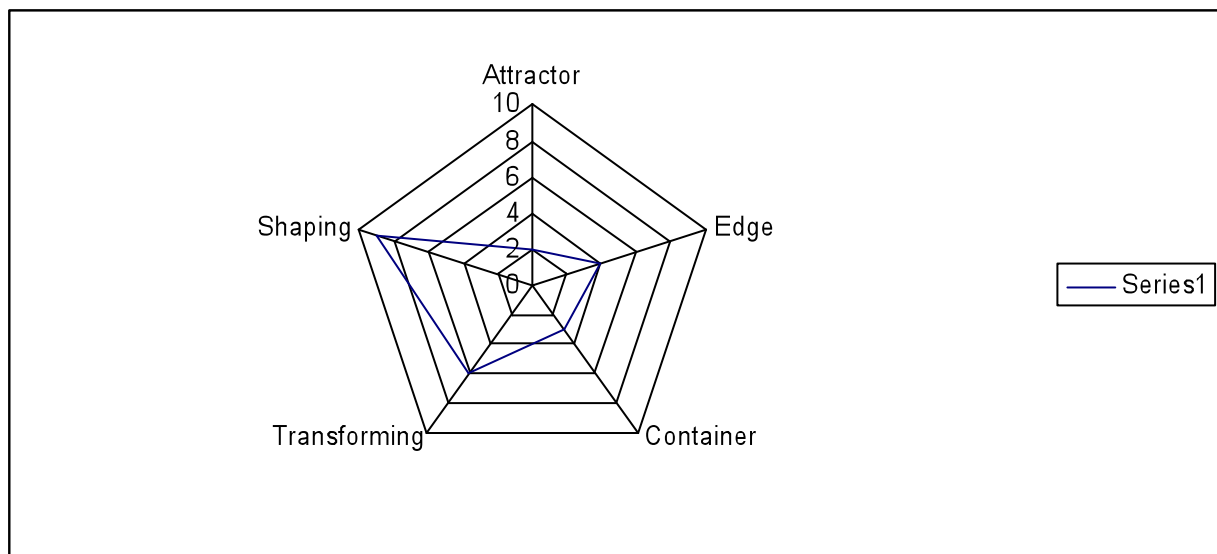 Attractor
10
8
6
4
2
0
Edge
Container
Transforming
Shaping
Series1